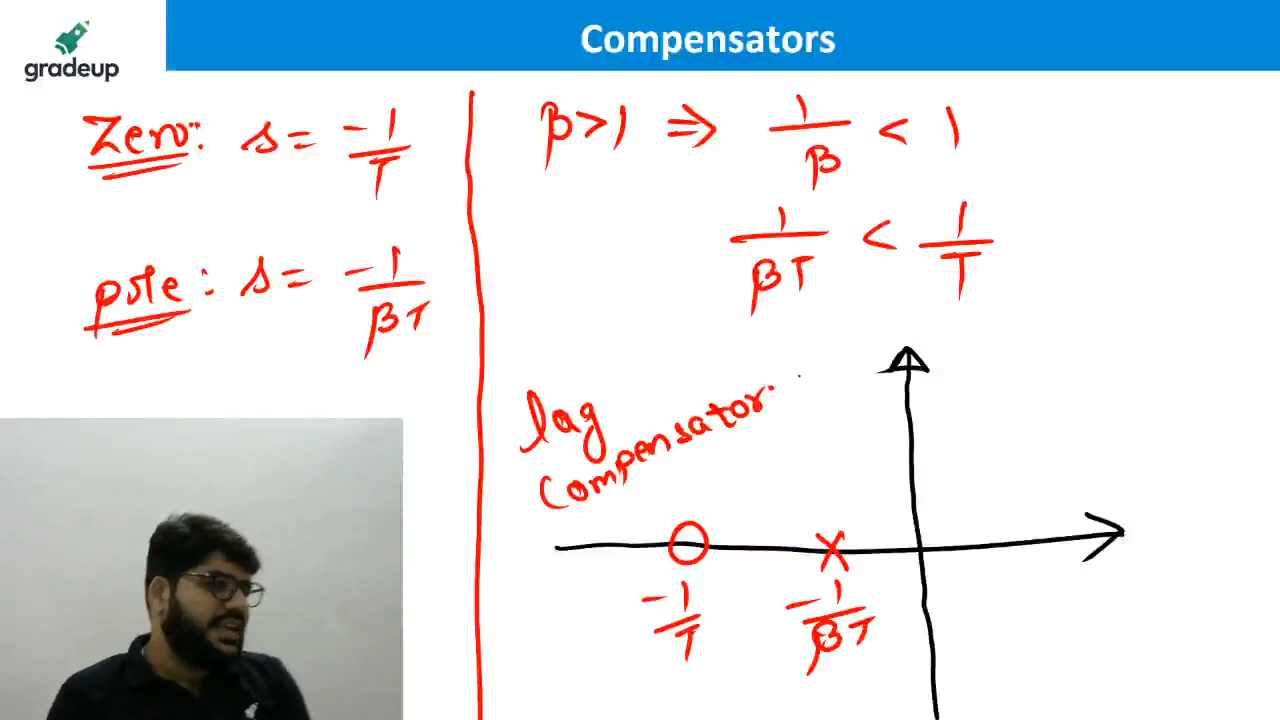 Compensators
gradeup
Zero: s = -1/T
pole: s = -1/βT
β > 1 ⇒ 1/β < 1
1/βT < 1/T
lag
Compensator.
-1/T
-1/βT